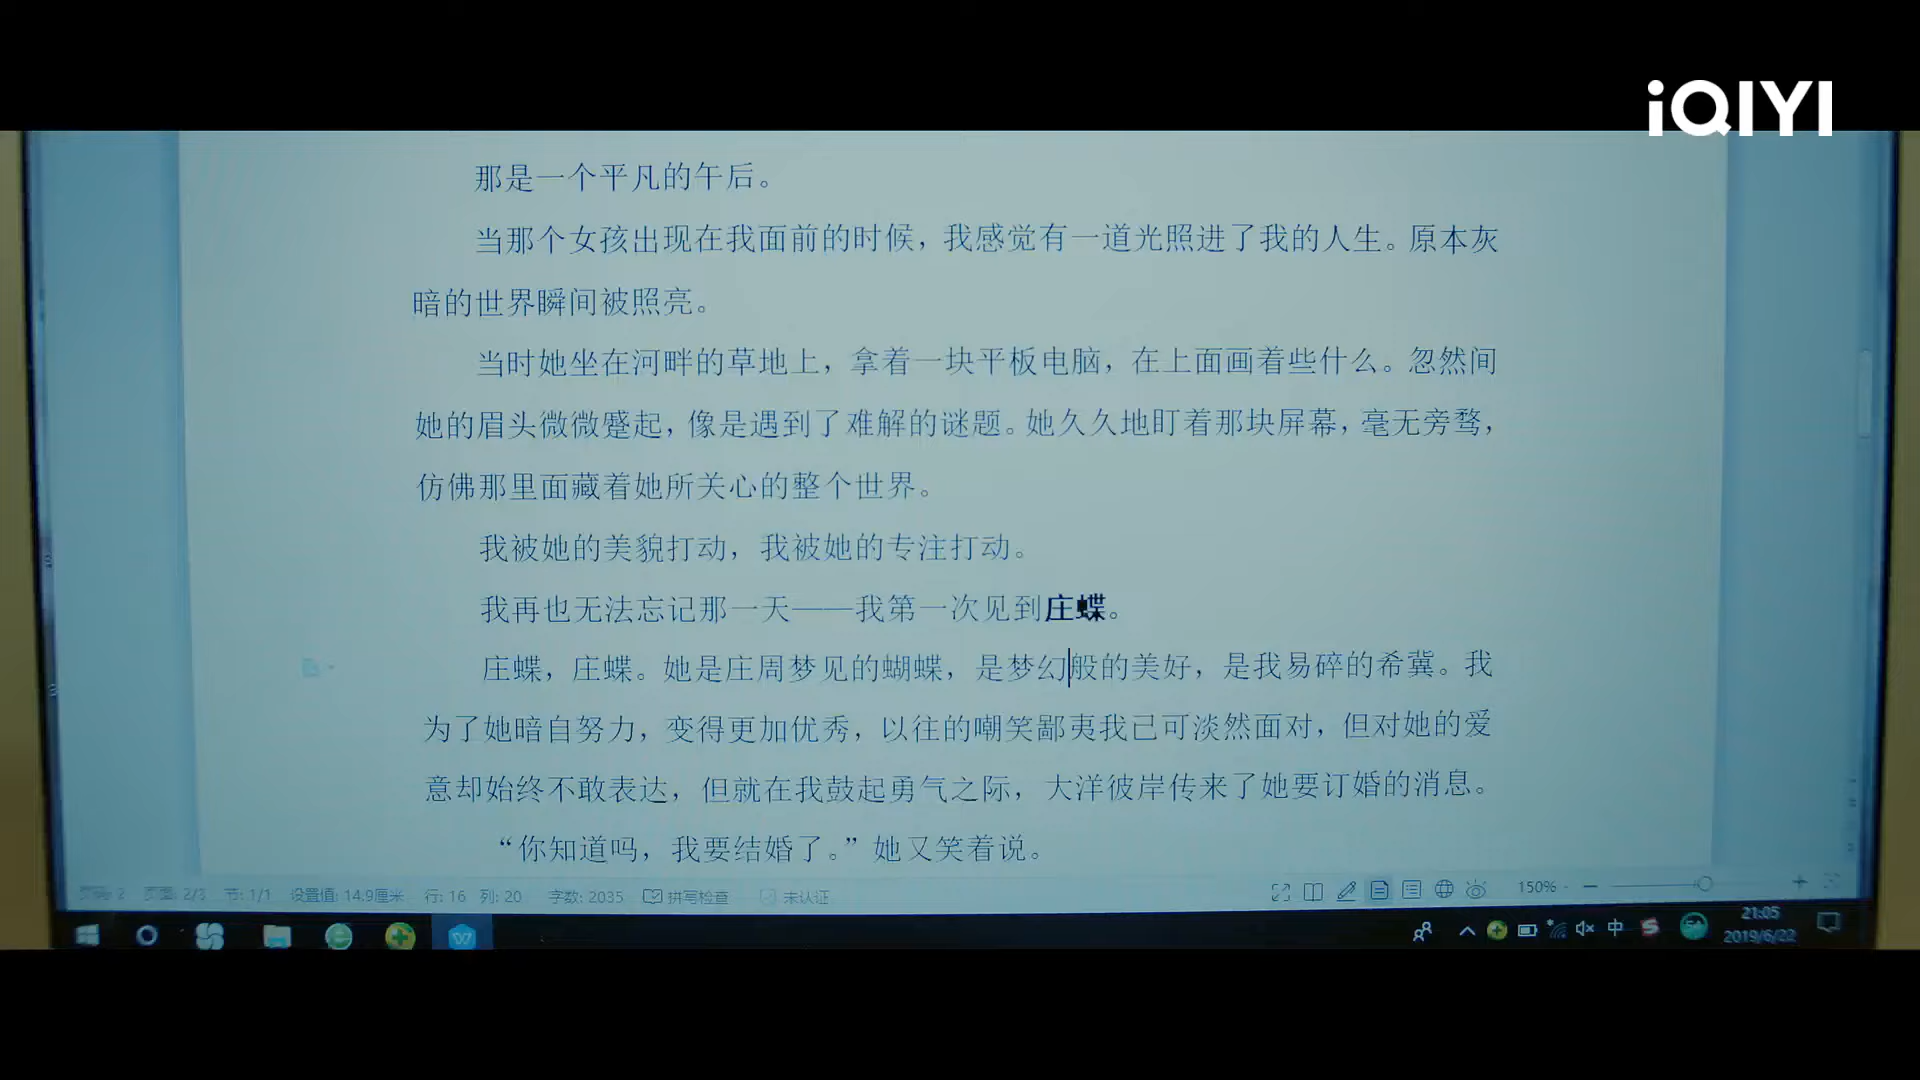 iQIYI
那是一个平凡的午后。
当那个女孩出现在我面前的时候，我感觉有一道光照进了我的人生。原本灰
暗的世界瞬间被照亮。
当时她坐在河畔的草地上，拿着一块平板电脑，在上面画着些什么。忽然间
她的眉头微微蹙起，像是遇到了难解的谜题。她久久地盯着那块屏幕，毫无旁骛，
仿佛那里面藏着她所关心的整个世界。
我被她的美貌打动，我被她的专注打动。
我再也无法忘记那一天——我第一次见到庄蝶。
庄蝶，庄蝶。她是庄周梦见的蝴蝶，是梦幻般的美好，是我易碎的希冀。我
为了她暗自努力，变得更加优秀，以往的嘲笑鄙夷我已可淡然面对，但对她的爱
意却始终不敢表达，但就在我鼓起勇气之际，大洋彼岸传来了她要订婚的消息。
“你知道吗，我要结婚了。”她又笑着说。
页面: 2/3 节: 1/1 设置值: 14.9厘米 行: 16 列: 20 字数: 2035 拼写检查 未认证 150%
中 21:05
2019/6/22